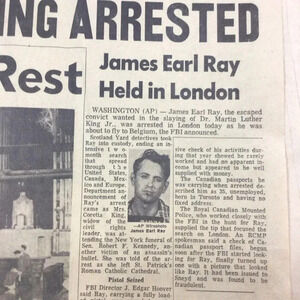 NG ARRESTED
Rest
James Earl Ray
Held in London
WASHINGTON (AP) — James Earl Ray, the escaped
convict wanted in the slaying of Dr. Martin Luther
King Jr., was arrested in London today as he was
about to fly to Belgium, the FBI announced.
Scotland Yard detectives took
Ray into custody, ending an in-
tensive two
month search
that spread
through the
United States,
Canada, Mex-
ico and Europe.
announcement
of Ray's
came as Mrs.
Coretta King,
of the civil
rights leader, was at-
tending the New York funeral of
Sen. Robert F. Kennedy, an-
other victim of an assassin's
bullet. She was told of the ar-
rest as she left St. Patrick's
Roman Catholic Cathedral.
Pistol Seized
FBI Director J. Edgar Hoover
said Ray, carrying a fully load-
—AP Wirephoto
James Earl Ray
sive check of his activities dur-
ing that year showed he rarely
worked and had no apparent in-
come but appeared to be well
supplied with money.
The Canadian passports he
was carrying when arrested de-
scribed him as 35, unemployed,
born in Toronto and having no
fixed address.
The Royal Canadian Mounted
Police, who worked closely with
the FBI in the hunt for Ray,
supplied the tip that focused the
search on London. An RCMP
spokesman said a check of Ca-
nadian passport files, begun
soon after the FBI started look-
ing for Ray, finally turned up
a passport picture that looked
like Ray. It had been issued to
Sneyd and was found to be
fraudulent.